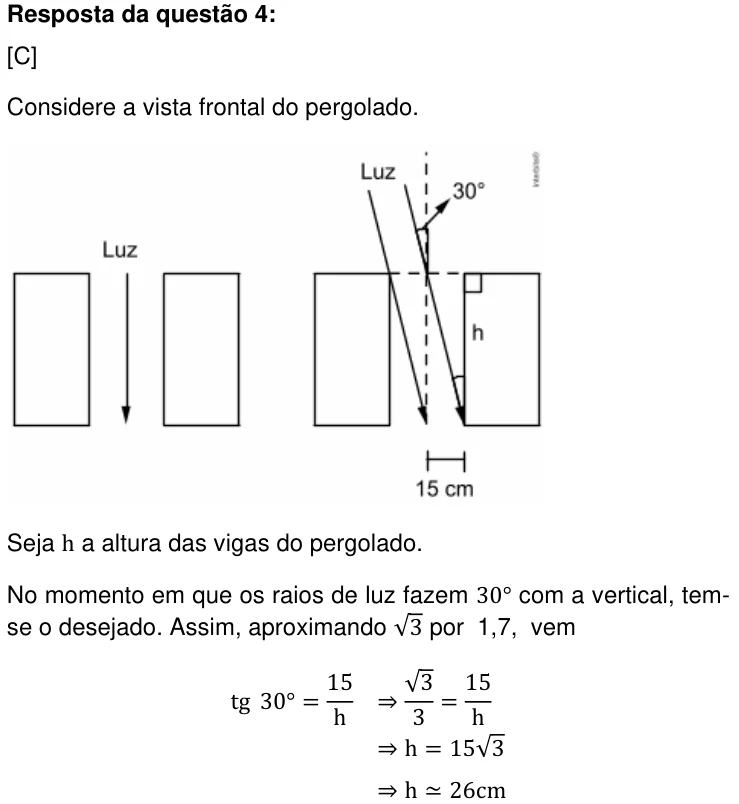 Resposta da questão 4:
[C]
Considere a vista frontal do pergolado.
Luz
30°
Luz
h
15 cm
Seja h a altura das vigas do pergolado.
No momento em que os raios de luz fazem 30° com a vertical, tem-
se o desejado. Assim, aproximando √3 por 1,7, vem
tg 30° = 15/h ⇒ √3/3 = 15/h
⇒ h = 15√3
⇒ h ≃ 26cm